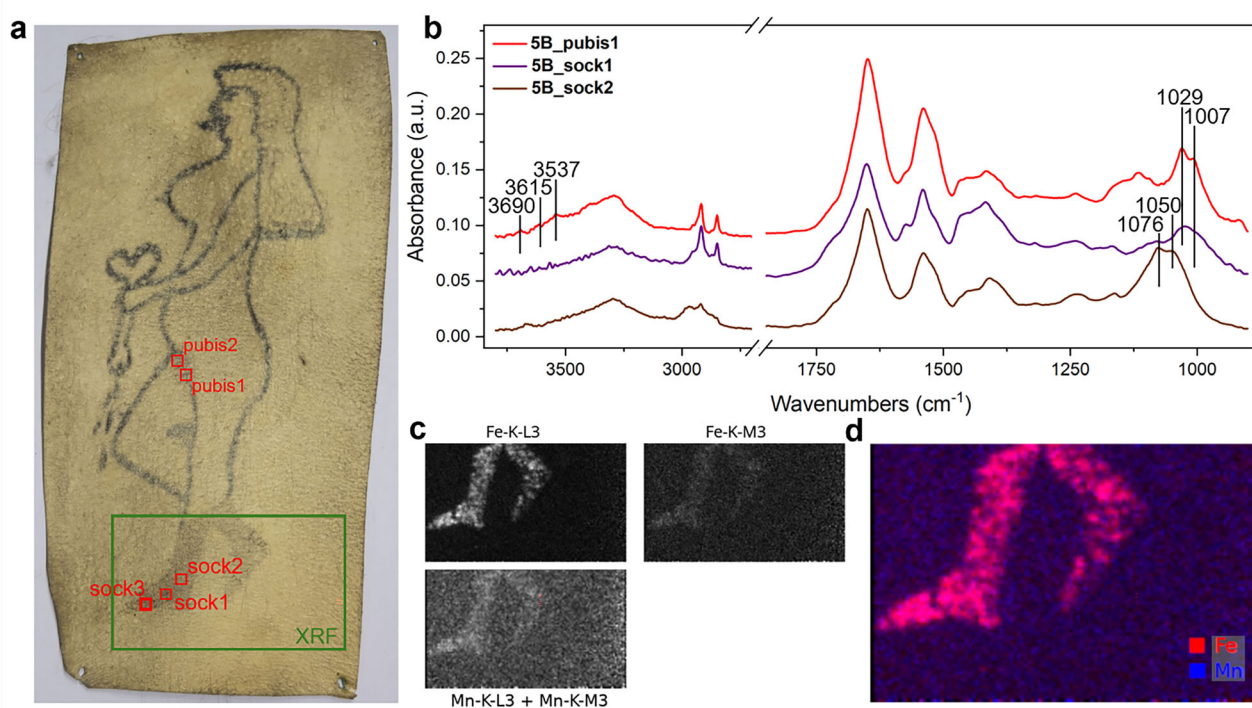 a
pubis2
pubis1
sock2
sock3
sock1
XRF
b
5B_pubis1
5B_sock1
5B_sock2
Absorbance (a.u.)
0.25
0.20
0.15
0.10
0.05
0.00
3690
3615
3537
1029
1007
1050
1076
3500
3000
1750
1500
1250
1000
Wavenumbers (cm-1)
c
Fe-K-L3
Fe-K-M3
Mn-K-L3 + Mn-K-M3
d
Fe
Mn